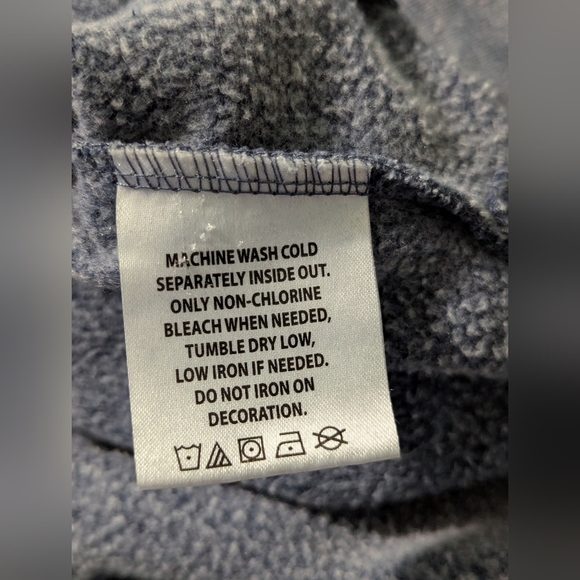 MACHINE WASH COLD
SEPARATELY INSIDE OUT.
ONLY NON-CHLORINE
BLEACH WHEN NEEDED,
TUMBLE DRY LOW,
LOW IRON IF NEEDED.
DO NOT IRON ON
DECORATION.